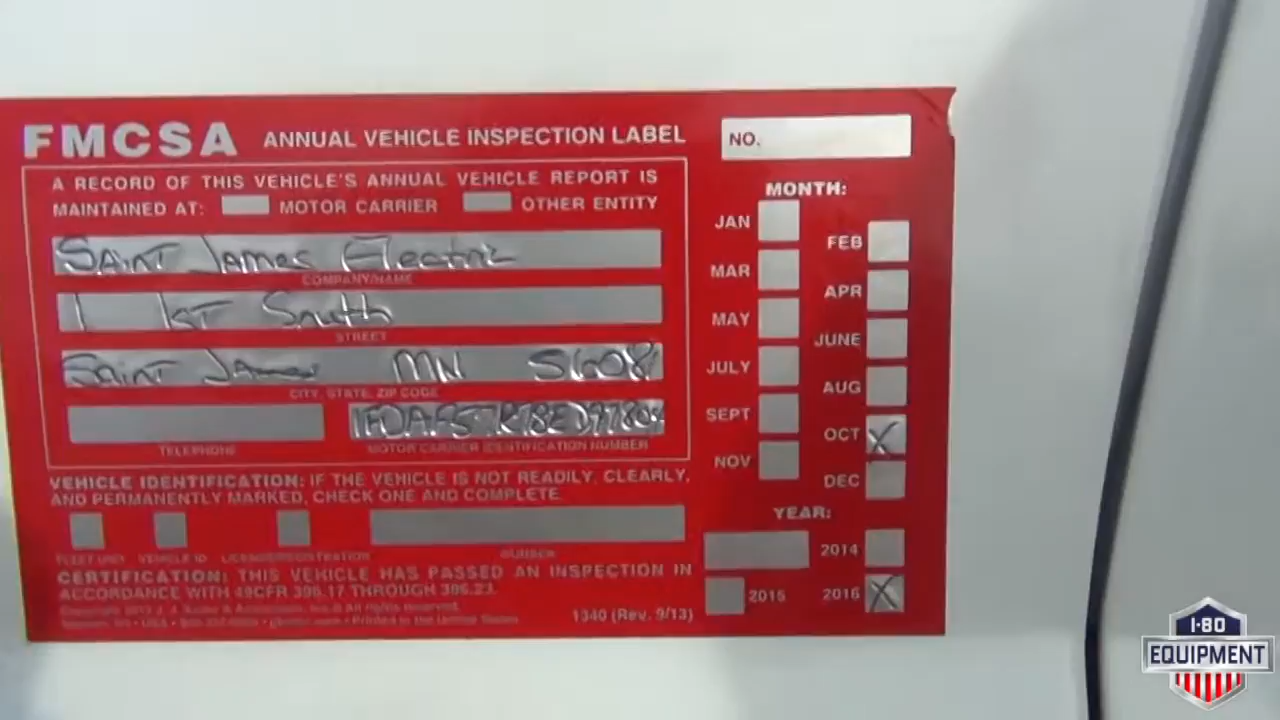 FMCSA ANNUAL VEHICLE INSPECTION LABEL
NO.
A RECORD OF THIS VEHICLE'S ANNUAL VEHICLE REPORT IS
MAINTAINED AT: MOTOR CARRIER OTHER ENTITY
SAINT JAMES Electric
COMPANY/NAME
1 1ST South
STREET
SAINT JAMES MN 56081
CITY, STATE, ZIP CODE
TELEPHONE
MOTOR CARRIER IDENTIFICATION NUMBER
VEHICLE IDENTIFICATION: IF THE VEHICLE IS NOT READILY, CLEARLY,
AND PERMANENTLY MARKED, CHECK ONE AND COMPLETE.
FLEET UNIT VEHICLE ID LICENSE/REGISTRATION NUMBER
CERTIFICATION: THIS VEHICLE HAS PASSED AN INSPECTION IN
ACCORDANCE WITH 49CFR 396.17 THROUGH 396.23.
1340 (Rev. 9/13)
MONTH:
JAN FEB
MAR APR
MAY JUNE
JULY AUG
SEPT OCT X
NOV DEC
YEAR:
2014
2015 2016 X
I-80
EQUIPMENT